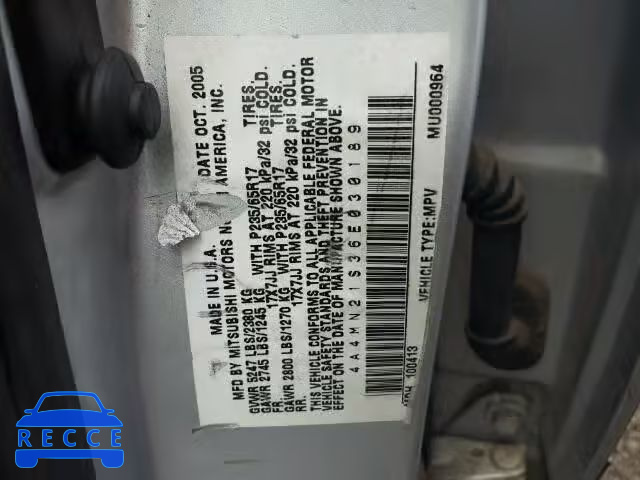 MADE IN U.S.A. DATE OCT. 2005
MFD BY MITSUBISHI MOTORS AMERICA, INC.
GVWR 5247 LBS/2380 KG
GAWR 2745 LBS/1245 KG WITH P235/65R17 TIRES,
FR. 17X7JJ RIMS AT 220 KPA/32 PSI COLD.
GAWR 2800 LBS/1270 KG WITH P235/65R17 TIRES,
RR. 17X7JJ RIMS AT 220 KPA/32 psi COLD.
THIS VEHICLE CONFORMS TO ALL APPLICABLE FEDERAL MOTOR
VEHICLE SAFETY STANDARDS AND THEFT PREVENTION IN
EFFECT ON THE DATE OF MANUFACTURE SHOWN ABOVE.
4A4MN21S36E030189
100413 VEHICLE TYPE:MPV MU000964
RECCE